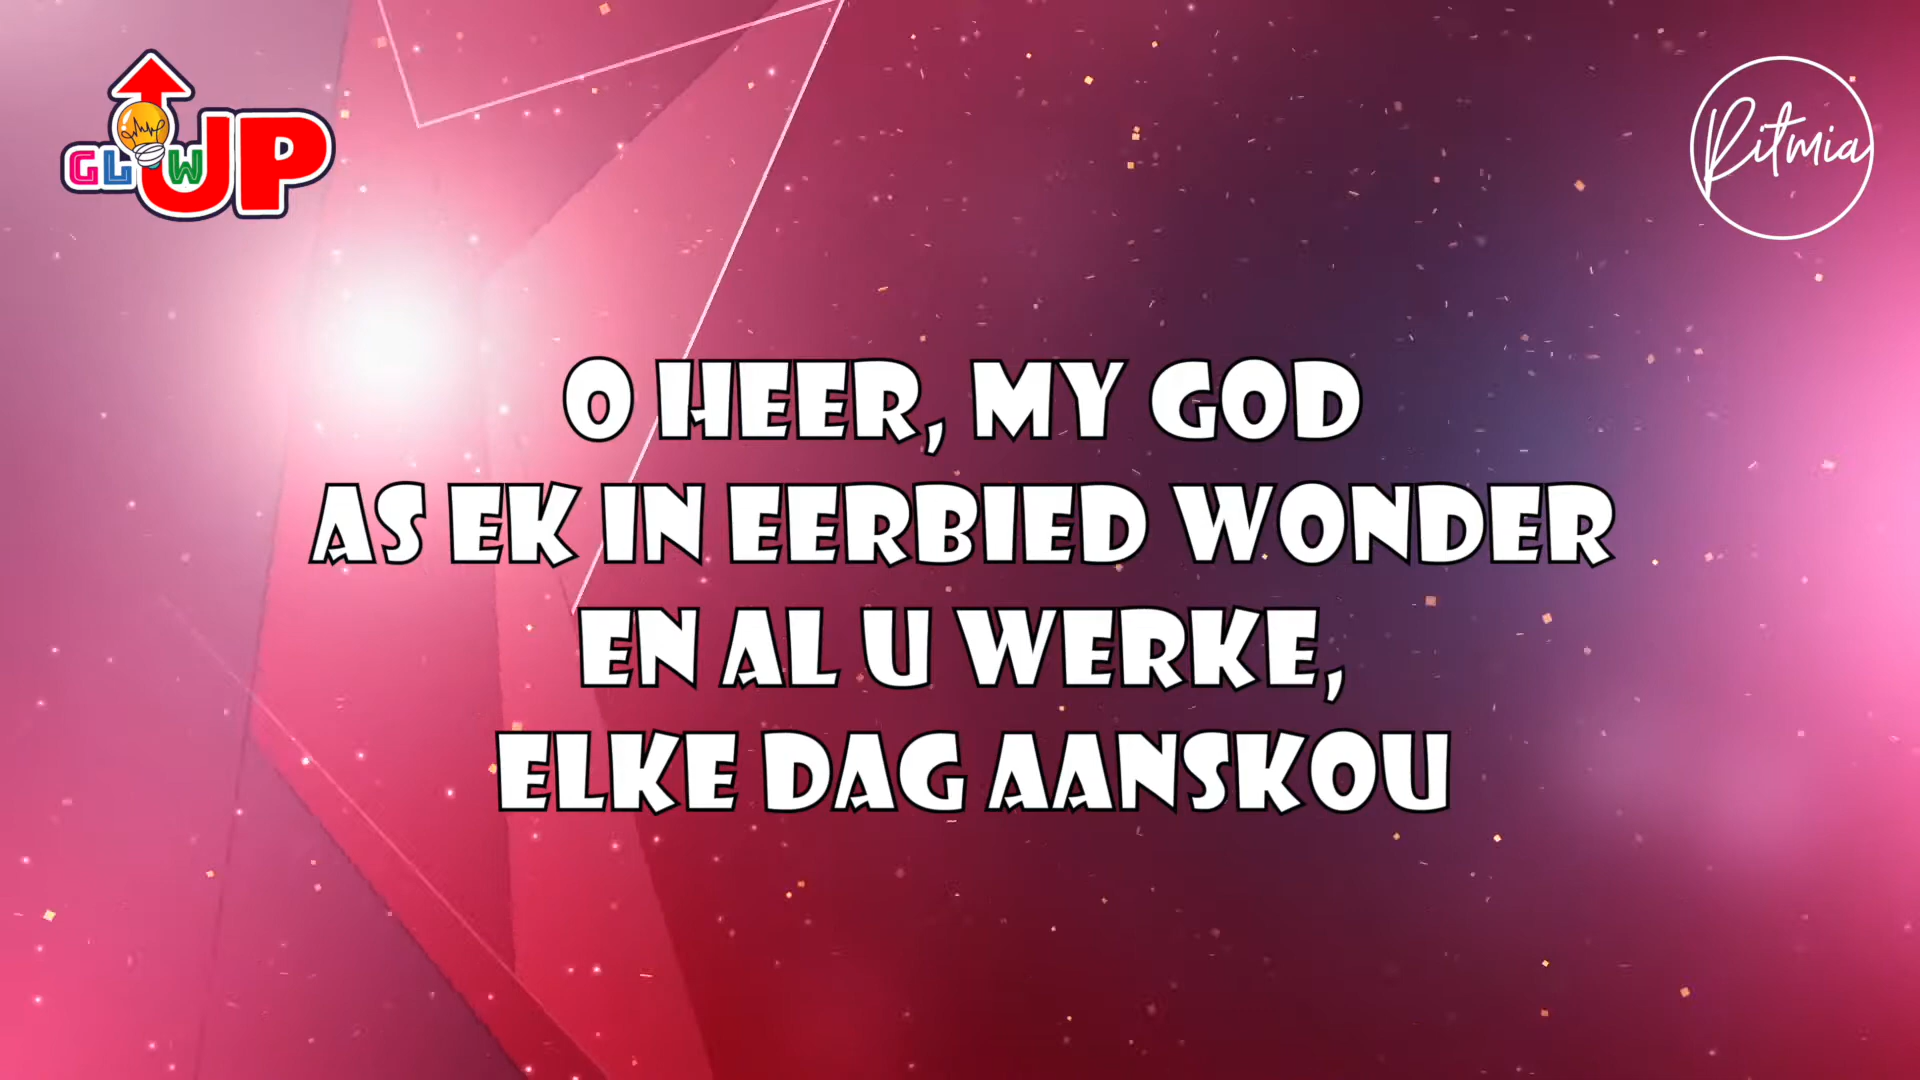 GLOW UP
Ritmia
O HEER, MY GOD
AS EK IN EERBIED WONDER
EN AL U WERKE,
ELKE DAG AANSKOU